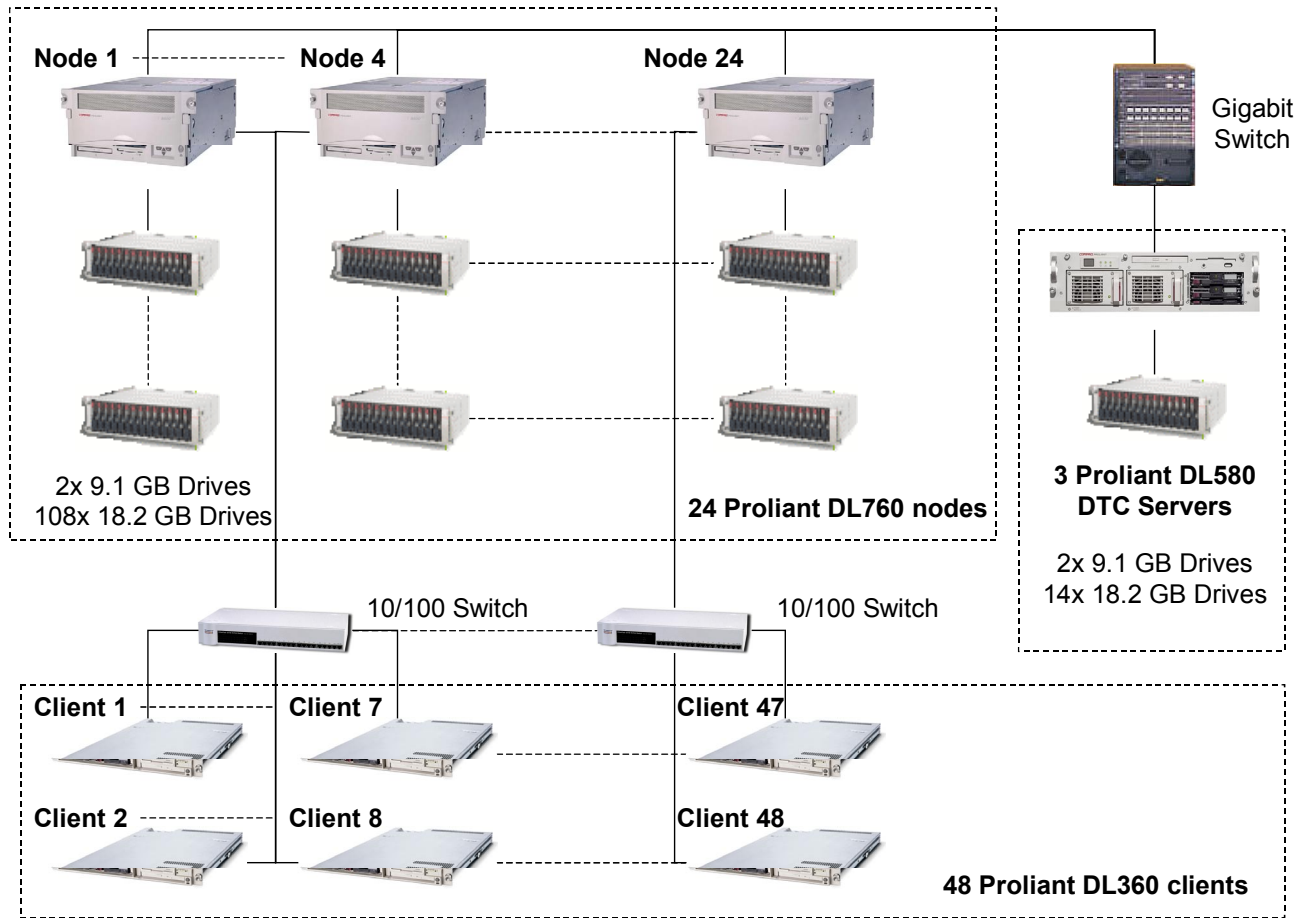 Node 1
Node 4
Node 24
Gigabit
Switch
2x 9.1 GB Drives
108x 18.2 GB Drives
24 Proliant DL760 nodes
3 Proliant DL580
DTC Servers
2x 9.1 GB Drives
14x 18.2 GB Drives
10/100 Switch
10/100 Switch
Client 1
Client 7
Client 47
Client 2
Client 8
Client 48
48 Proliant DL360 clients